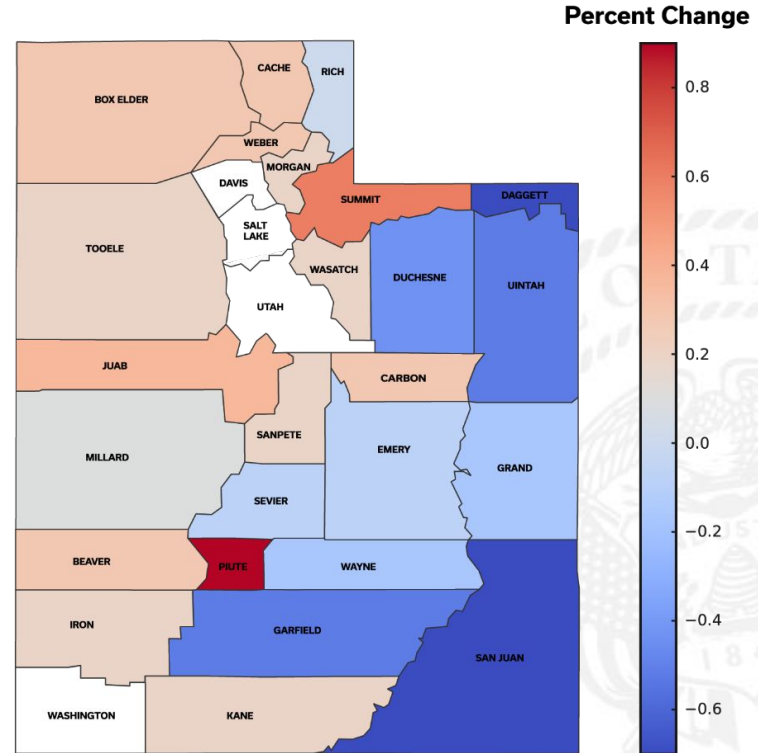 Percent Change
CACHE
RICH
BOX ELDER
WEBER
MORGAN
DAVIS
SUMMIT
DAGGETT
SALT
LAKE
TOOELE
WASATCH
DUCHESNE
UINTAH
UTAH
JUAB
CARBON
SANPETE
EMERY
MILLARD
GRAND
SEVIER
BEAVER
PIUTE
WAYNE
IRON
GARFIELD
SAN JUAN
WASHINGTON
KANE
0.8
0.6
0.4
0.2
0.0
−0.2
−0.4
−0.6